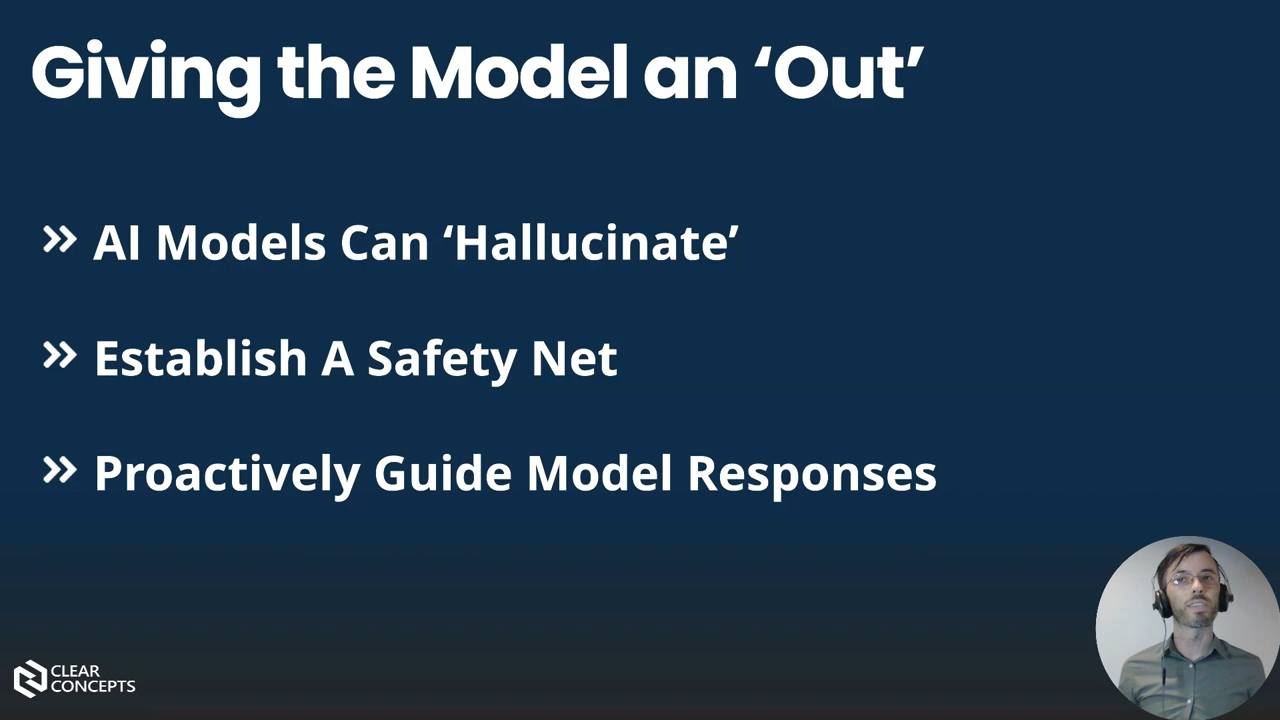 Giving the Model an ‘Out’
AI Models Can ‘Hallucinate’
Establish A Safety Net
Proactively Guide Model Responses
CLEAR
CONCEPTS